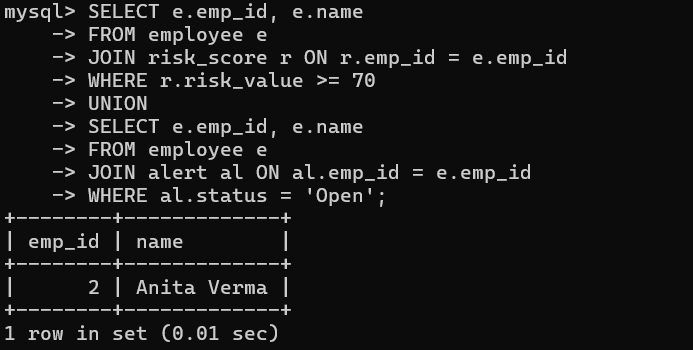 mysql> SELECT e.emp_id, e.name
    -> FROM employee e
    -> JOIN risk_score r ON r.emp_id = e.emp_id
    -> WHERE r.risk_value >= 70
    -> UNION
    -> SELECT e.emp_id, e.name
    -> FROM employee e
    -> JOIN alert al ON al.emp_id = e.emp_id
    -> WHERE al.status = 'Open';
+--------+-------------+
| emp_id | name        |
+--------+-------------+
|      2 | Anita Verma |
+--------+-------------+
1 row in set (0.01 sec)